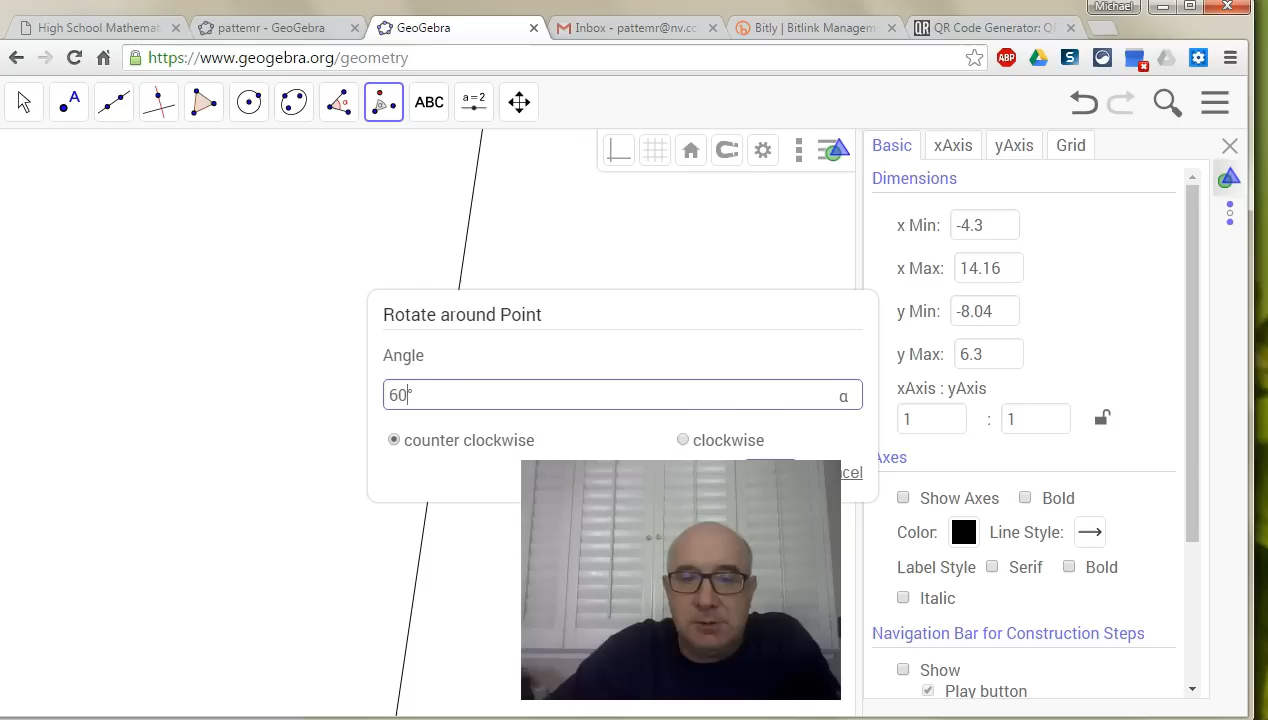 Michael
High School Mathemat
pattemr - GeoGebra
GeoGebra
Inbox - pattemr@nv.cc
Bitly | Bitlink Managem
QR Code Generator: QR
https://www.geogebra.org/geometry
ABP
S
A
α
ABC
a=2
Basic
xAxis
yAxis
Grid
Dimensions
x Min: -4.3
x Max: 14.16
y Min: -8.04
y Max: 6.3
xAxis : yAxis
1 : 1
Rotate around Point
Angle
60°
α
counter clockwise
clockwise
cel
Axes
Show Axes
Bold
Color:
Line Style:
Label Style
Serif
Bold
Italic
Navigation Bar for Construction Steps
Show
Play button